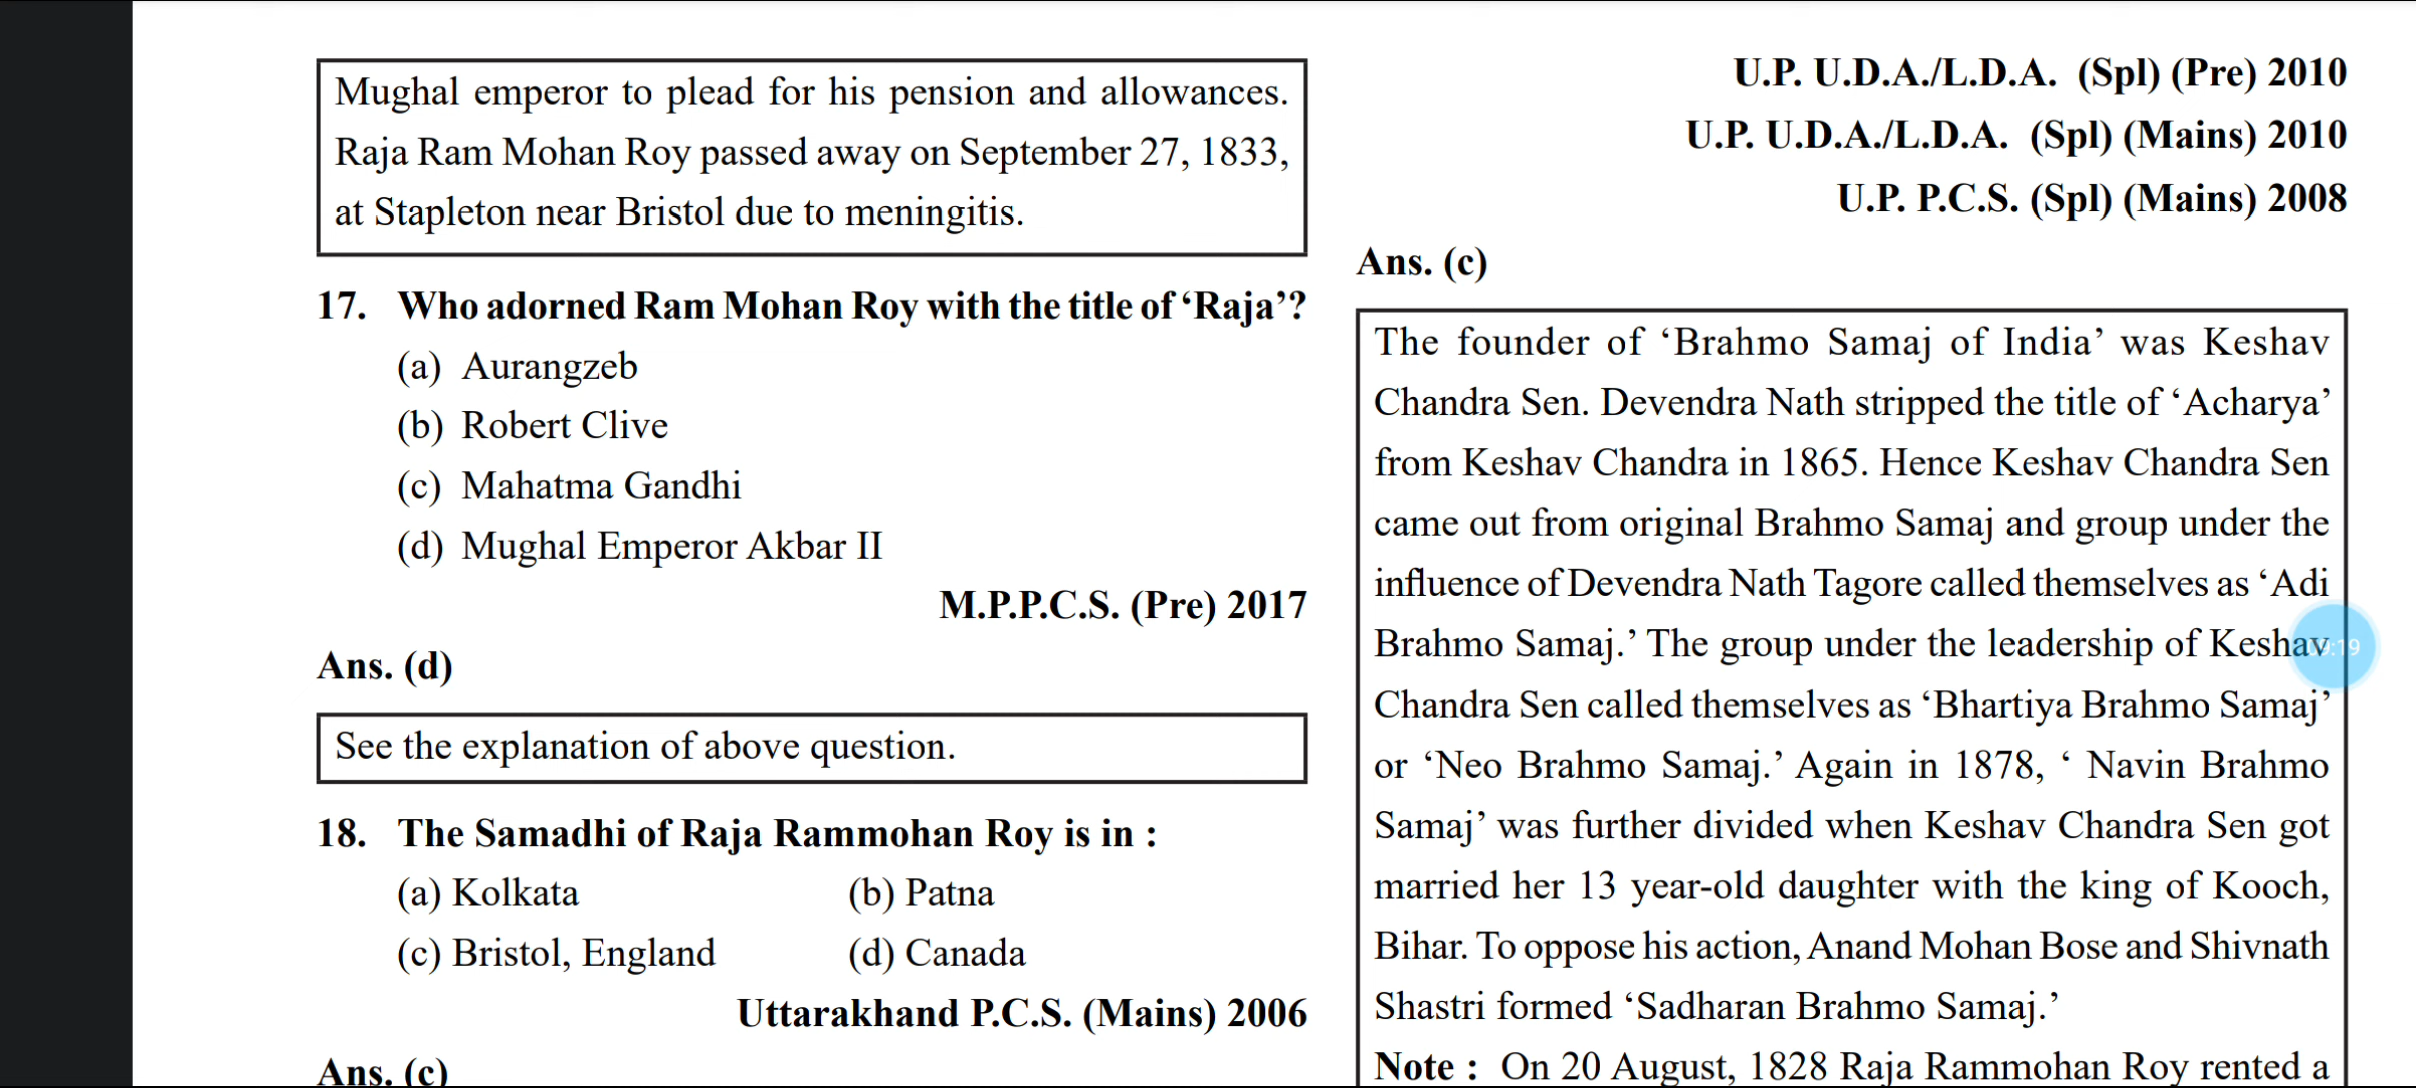 Mughal emperor to plead for his pension and allowances.
Raja Ram Mohan Roy passed away on September 27, 1833,
at Stapleton near Bristol due to meningitis.
17. Who adorned Ram Mohan Roy with the title of ‘Raja’?
(a) Aurangzeb
(b) Robert Clive
(c) Mahatma Gandhi
(d) Mughal Emperor Akbar II
M.P.P.C.S. (Pre) 2017
Ans. (d)
See the explanation of above question.
18. The Samadhi of Raja Rammohan Roy is in :
(a) Kolkata (b) Patna
(c) Bristol, England (d) Canada
Uttarakhand P.C.S. (Mains) 2006
Ans. (c)
U.P. U.D.A./L.D.A. (Spl) (Pre) 2010
U.P. U.D.A./L.D.A. (Spl) (Mains) 2010
U.P. P.C.S. (Spl) (Mains) 2008
Ans. (c)
The founder of ‘Brahmo Samaj of India’ was Keshav
Chandra Sen. Devendra Nath stripped the title of ‘Acharya’
from Keshav Chandra in 1865. Hence Keshav Chandra Sen
came out from original Brahmo Samaj and group under the
influence of Devendra Nath Tagore called themselves as ‘Adi
Brahmo Samaj.’ The group under the leadership of Keshav
Chandra Sen called themselves as ‘Bhartiya Brahmo Samaj’
or ‘Neo Brahmo Samaj.’ Again in 1878, ‘ Navin Brahmo
Samaj’ was further divided when Keshav Chandra Sen got
married her 13 year-old daughter with the king of Kooch,
Bihar. To oppose his action, Anand Mohan Bose and Shivnath
Shastri formed ‘Sadharan Brahmo Samaj.’
Note : On 20 August, 1828 Raja Rammohan Roy rented a